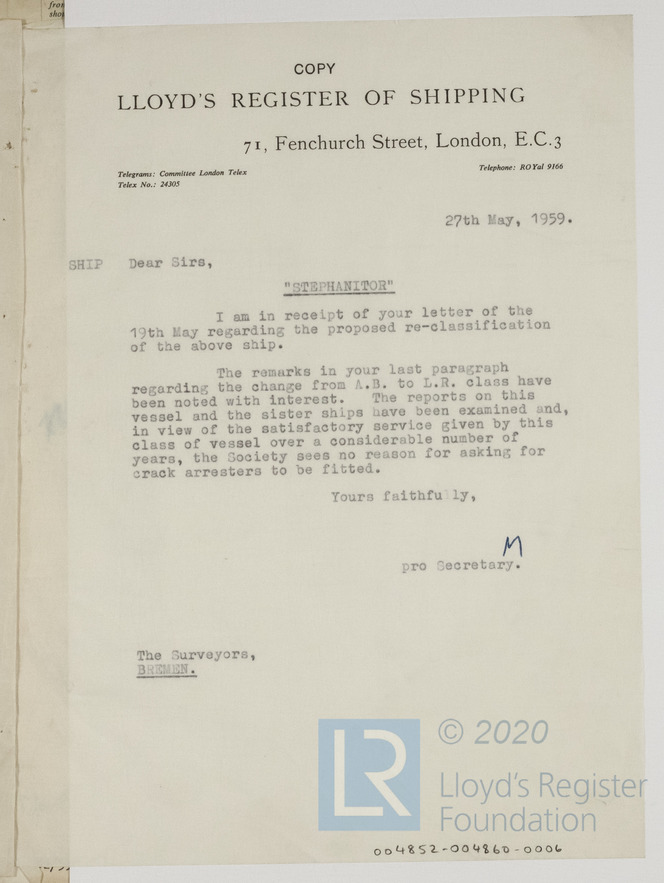 from
sho
COPY
LLOYD'S REGISTER OF SHIPPING
71, Fenchurch Street, London, E.C.3
Telegrams: Committee London Telex
Telex No.: 24305
Telephone: ROYal 9166
27th May, 1959.
SHIP Dear Sirs,
"STEPHANITOR"
I am in receipt of your letter of the
19th May regarding the proposed re-classification
of the above ship.
The remarks in your last paragraph
regarding the change from A.B. to L.R. class have
been noted with interest. The reports on this
vessel and the sister ships have been examined and,
in view of the satisfactory service given by this
class of vessel over a considerable number of
years, the Society sees no reason for asking for
crack arresters to be fitted.
Yours faithfully,
M
pro Secretary.
The Surveyors,
BREMEN.
LR
© 2020
Lloyd's Register
Foundation
004852-004860-0006